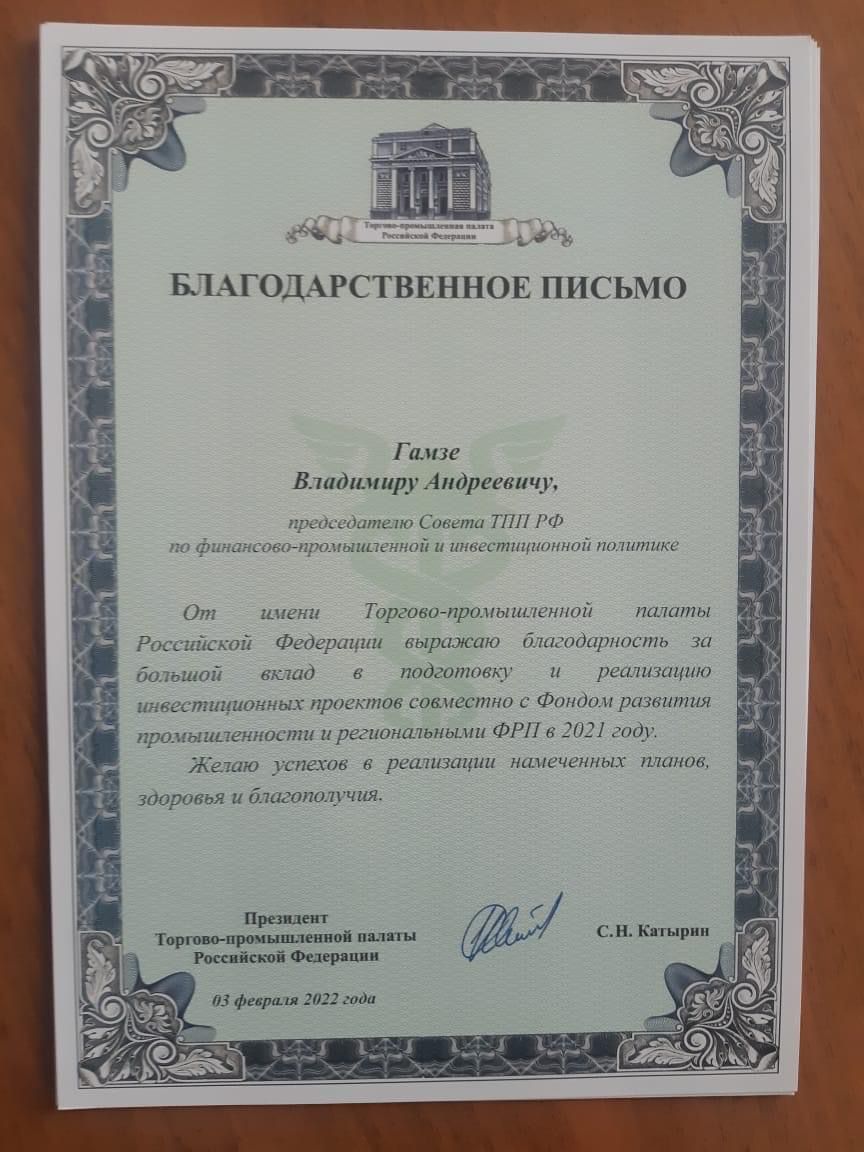 Торгово-промышленная палата
Российской Федерации
БЛАГОДАРСТВЕННОЕ ПИСЬМО
Гамзе
Владимиру Андреевичу,
председателю Совета ТПП РФ
по финансово-промышленной и инвестиционной политике
От имени Торгово-промышленной палаты
Российской Федерации выражаю благодарность за
большой вклад в подготовку и реализацию
инвестиционных проектов совместно с Фондом развития
промышленности и региональными ФРП в 2021 году.
Желаю успехов в реализации намеченных планов,
здоровья и благополучия.
Президент
Торгово-промышленной палаты
Российской Федерации
С.Н. Катырин
03 февраля 2022 года